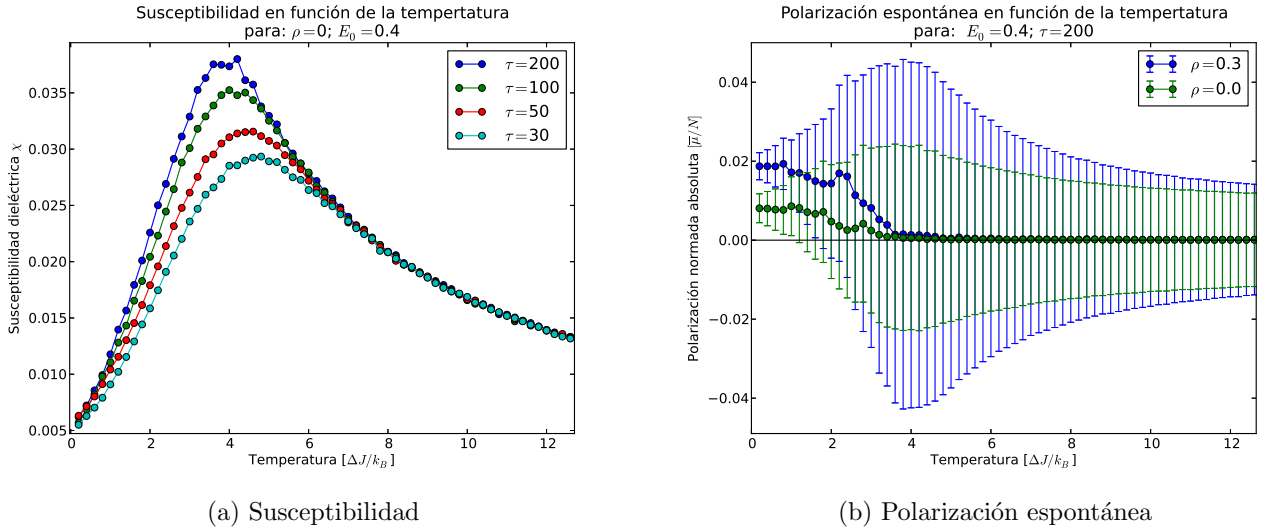 Susceptibilidad en función de la tempertatura
para: ρ=0; E_0=0.4
Susceptibilidad dieléctrica χ
0.035
0.030
0.025
0.020
0.015
0.010
0.005
τ=200
τ=100
τ=50
τ=30
0 2 4 6 8 10 12
Temperatura [ΔJ/k_B]
(a) Susceptibilidad
Polarización espontánea en función de la tempertatura
para: E_0=0.4; τ=200
Polarización normada absoluta [μ̅/N]
0.04
0.02
0.00
−0.02
−0.04
ρ=0.3
ρ=0.0
0 2 4 6 8 10 12
Temperatura [ΔJ/k_B]
(b) Polarización espontánea